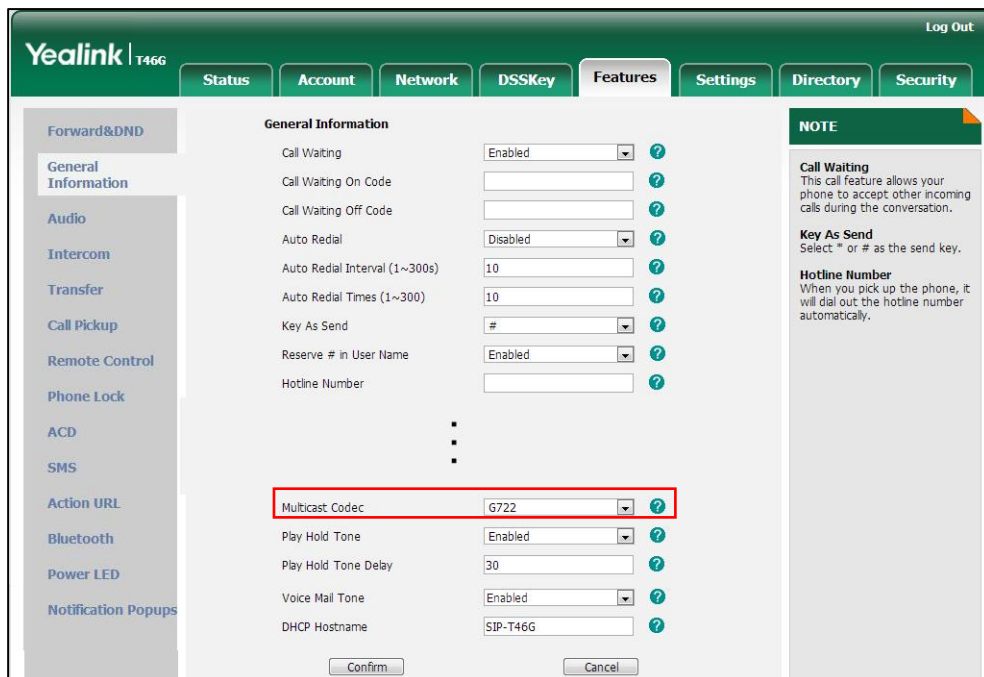 Log Out
Yealink T46G
Status Account Network DSSKey Features Settings Directory Security
Forward&DND
General
Information
Audio
Intercom
Transfer
Call Pickup
Remote Control
Phone Lock
ACD
SMS
Action URL
Bluetooth
Power LED
Notification Popups
General Information
Call Waiting Enabled ?
Call Waiting On Code ?
Call Waiting Off Code ?
Auto Redial Disabled ?
Auto Redial Interval (1~300s) 10 ?
Auto Redial Times (1~300) 10 ?
Key As Send # ?
Reserve # in User Name Enabled ?
Hotline Number ?
Multicast Codec G722 ?
Play Hold Tone Enabled ?
Play Hold Tone Delay 30 ?
Voice Mail Tone Enabled ?
DHCP Hostname SIP-T46G ?
Confirm Cancel
NOTE
Call Waiting
This call feature allows your
phone to accept other incoming
calls during the conversation.
Key As Send
Select * or # as the send key.
Hotline Number
When you pick up the phone, it
will dial out the hotline number
automatically.